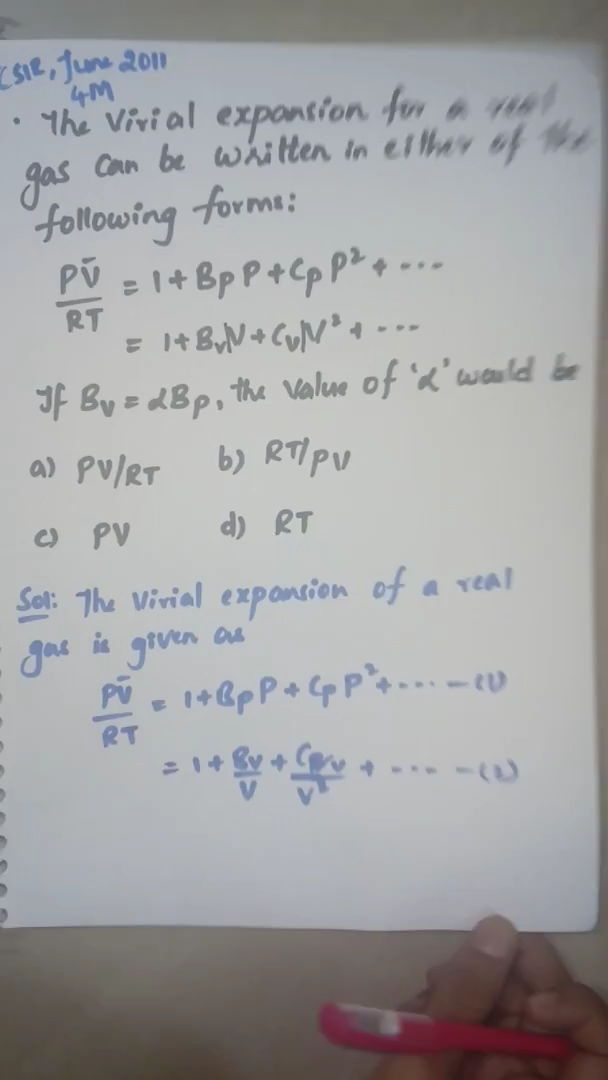 CSIR, June 2011
4M
• The Virial expansion for a real
gas can be written in either of the
following forms:
PV̄/RT = 1 + BₚP + CₚP² + ...
= 1 + Bᵥ/V + Cᵥ/V² + ...
If Bᵥ = αBₚ, the value of 'α' would be
a) PV/RT b) RT/PV
c) PV d) RT
Sol: The Virial expansion of a real
gas is given as
PV̄/RT = 1 + BₚP + CₚP² + .... — (1)
= 1 + Bᵥ/V + Cᵥ/V² + .... — (2)